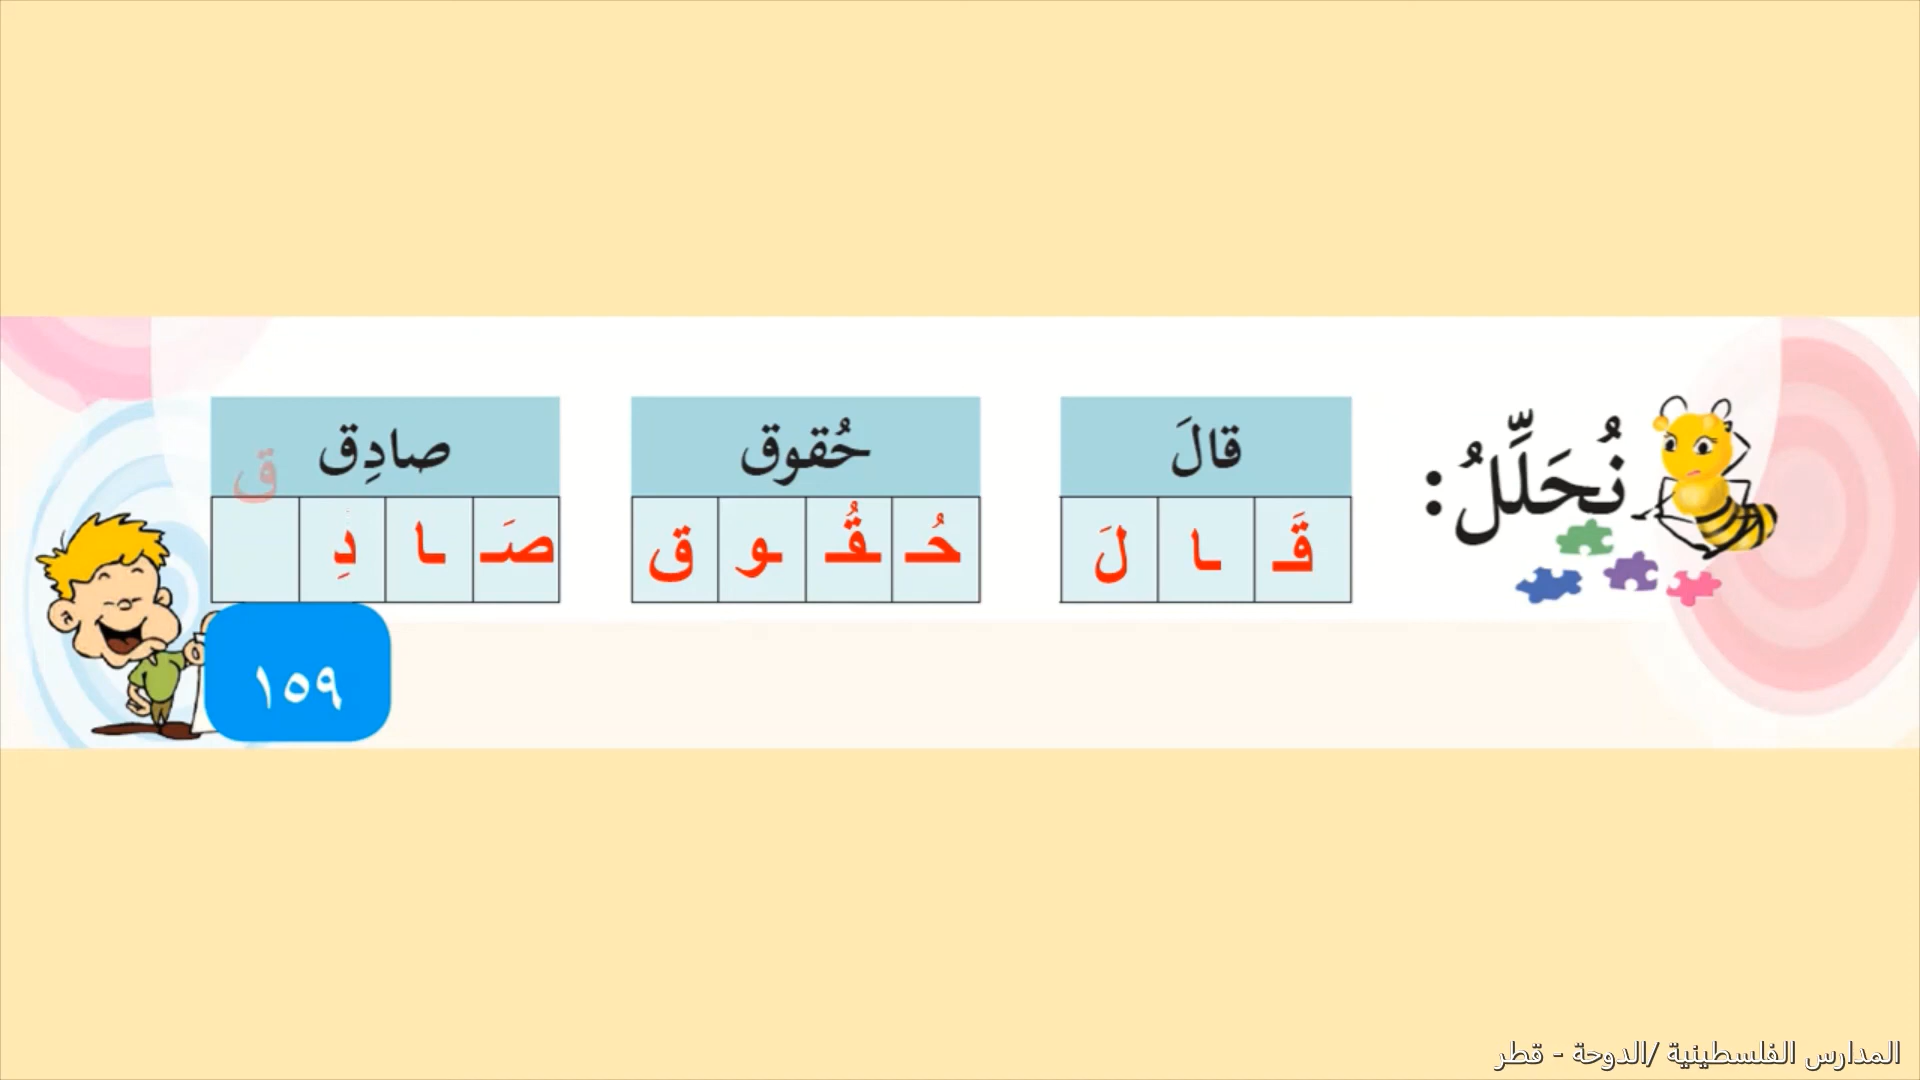 نُحَلِّلُ:
قالَ حُقوق صادِق
قَـ ـا لَ حُـ ـقُـ ـو ق صَـ ـا دِ ق
١٥٩
المدارس الفلسطينية /الدوحة - قطر